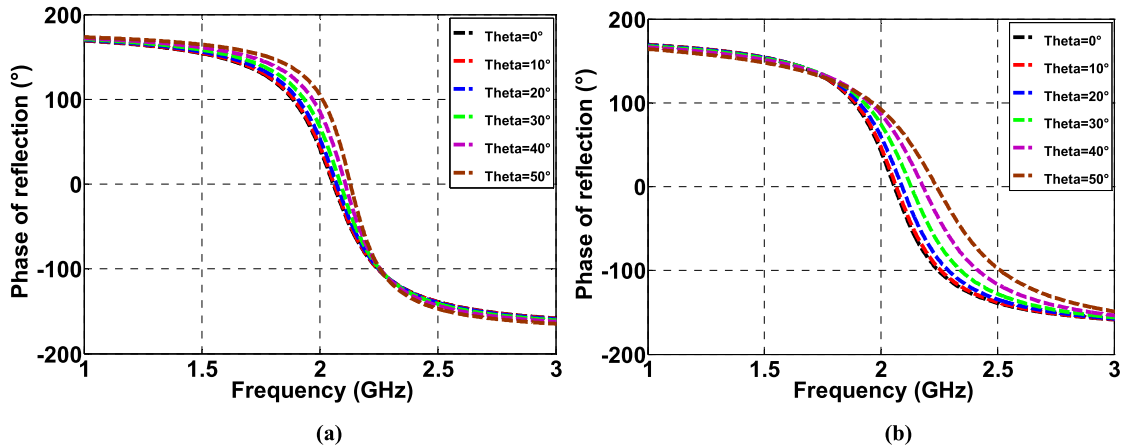 200
100
0
-100
-200
Phase of reflection (°)
1
1.5
2
2.5
3
Frequency (GHz)
Theta=0°
Theta=10°
Theta=20°
Theta=30°
Theta=40°
Theta=50°
(a)
200
100
0
-100
-200
Phase of reflection (°)
1
1.5
2
2.5
3
Frequency (GHz)
Theta=0°
Theta=10°
Theta=20°
Theta=30°
Theta=40°
Theta=50°
(b)